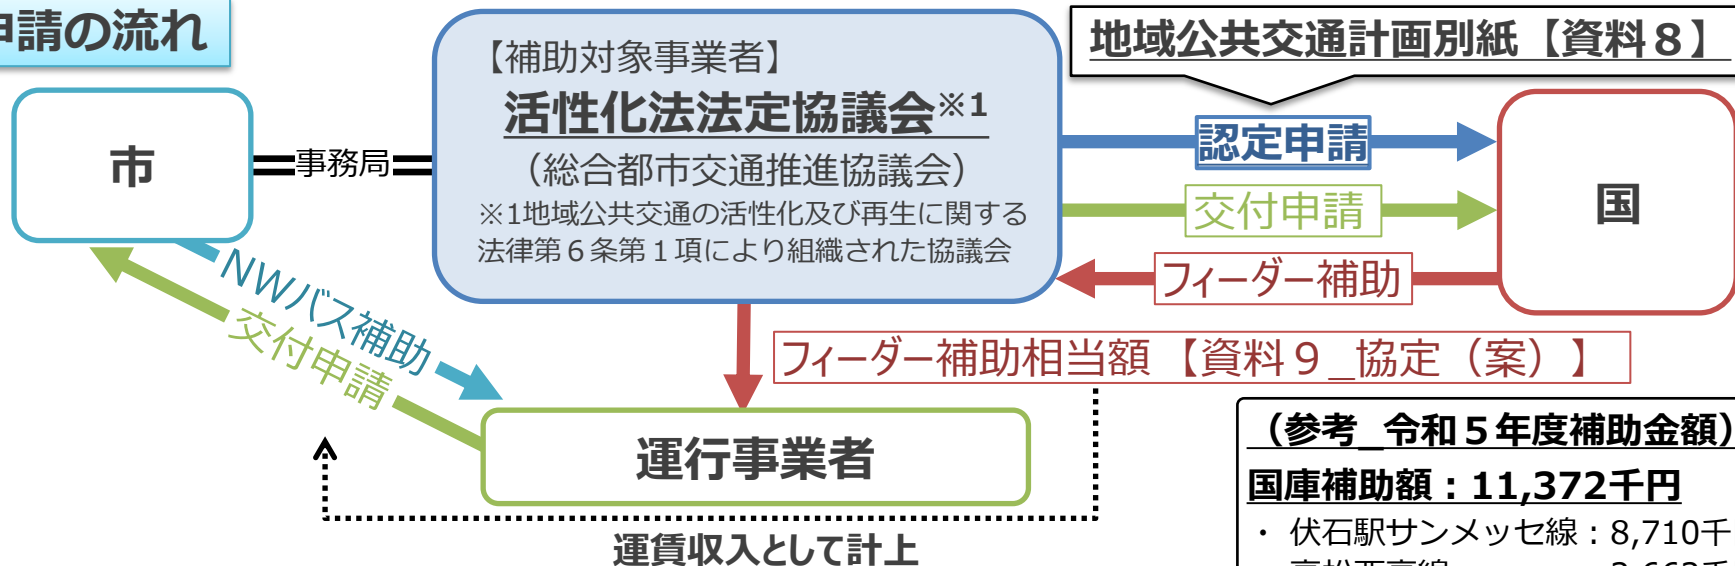 申請の流れ
地域公共交通計画別紙【資料８】
【補助対象事業者】
活性化法法定協議会※1
（総合都市交通推進協議会）
※1地域公共交通の活性化及び再生に関する
法律第６条第１項により組織された協議会
市
事務局
認定申請
交付申請
フィーダー補助
国
NWバス補助
交付申請
フィーダー補助相当額【資料９_協定（案）】
運行事業者
運賃収入として計上
（参考_令和５年度補助金額）
国庫補助額：11,372千円
・ 伏石駅サンメッセ線：8,710千